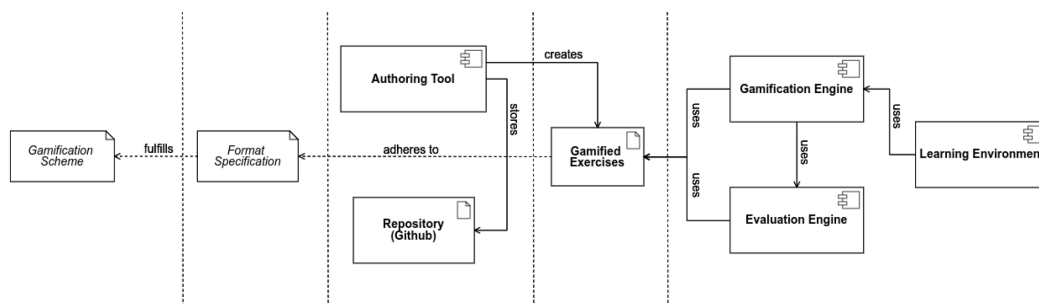 Gamification
Scheme
fulfills
Format
Specification
adheres to
Authoring Tool
creates
stores
Repository
(Github)
Gamified
Exercises
uses
uses
Gamification Engine
uses
Evaluation Engine
uses
Learning Environment